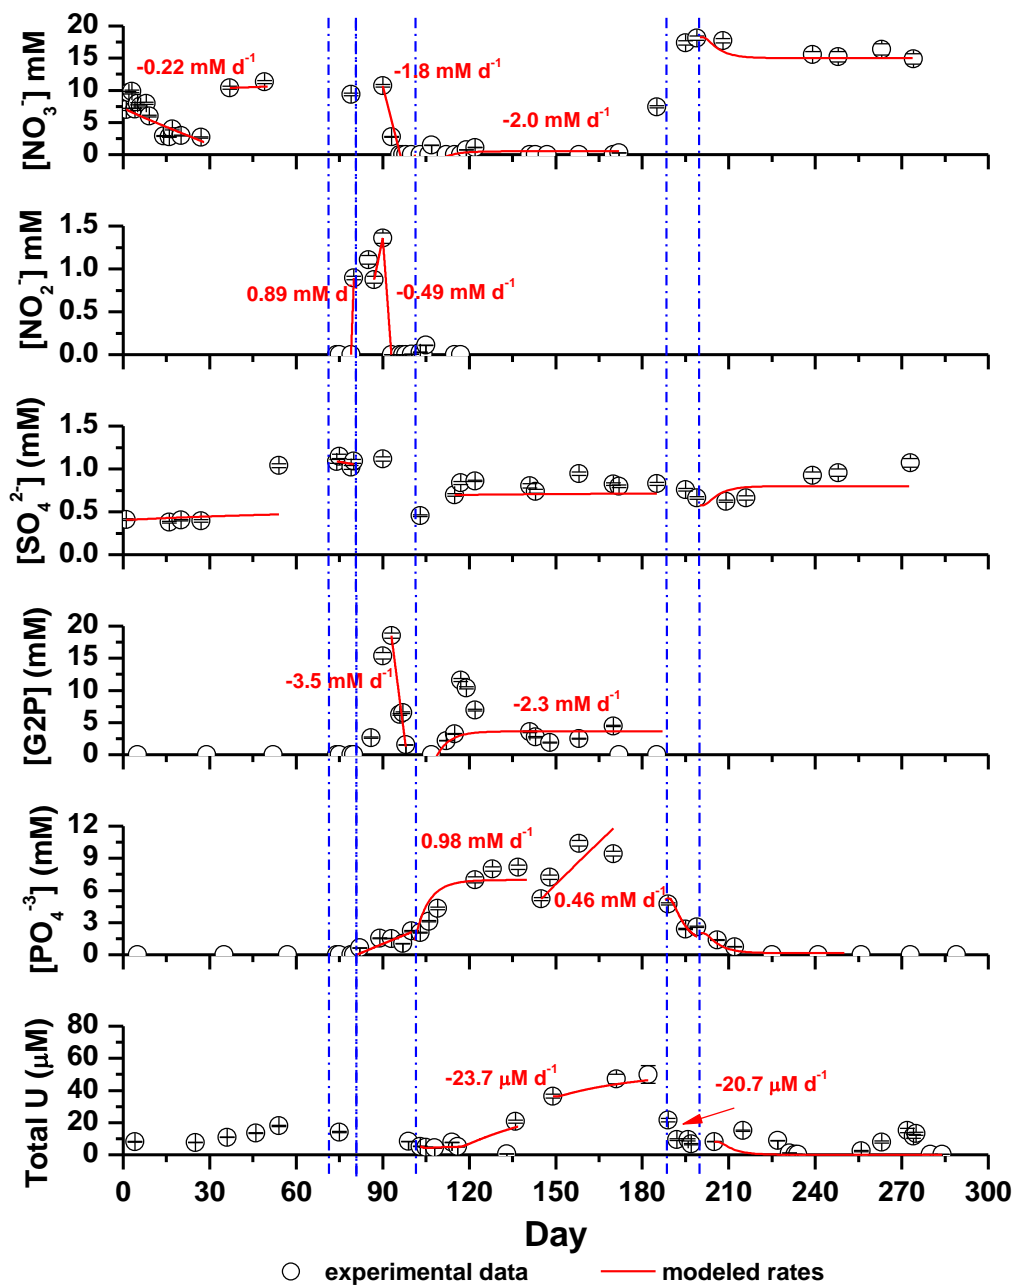 20
15
10
5
0
[NO₃⁻] mM
-0.22 mM d⁻¹
-1.8 mM d⁻¹
-2.0 mM d⁻¹
1.5
1.0
0.5
0.0
[NO₂⁻] mM
0.89 mM d
-0.49 mM d⁻¹
1.5
1.0
0.5
0.0
[SO₄²⁻] (mM)
20
15
10
5
0
[G2P] (mM)
-3.5 mM d⁻¹
-2.3 mM d⁻¹
12
9
6
3
0
[PO₄⁻³] (mM)
0.98 mM d⁻¹
0.46 mM d⁻¹
80
60
40
20
0
Total U (μM)
-23.7 μM d⁻¹
-20.7 μM d⁻¹
0 30 60 90 120 150 180 210 240 270 300
Day
experimental data modeled rates